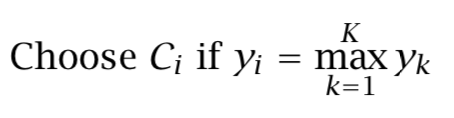 Choose $C_i$ if $y_i = \max_{k=1}^{K} y_k$